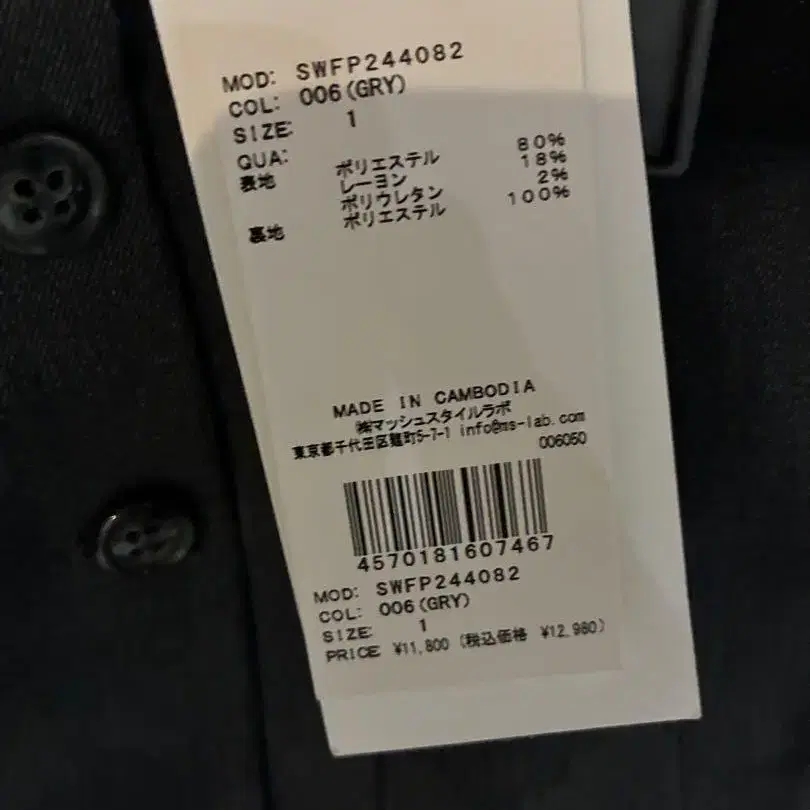 MOD: SWFP244082
COL: 006(GRY)
SIZE: 1
QUA:
表地 ポリエステル 80%
レーヨン 18%
ポリウレタン 2%
裏地 ポリエステル 100%
MADE IN CAMBODIA
㈱マッシュスタイルラボ
東京都千代田区麹町5-7-1 info@ms-lab.com
006050
4570181607467
MOD: SWFP244082
COL: 006(GRY)
SIZE: 1
PRICE ¥11,800 (税込価格 ¥12,980)